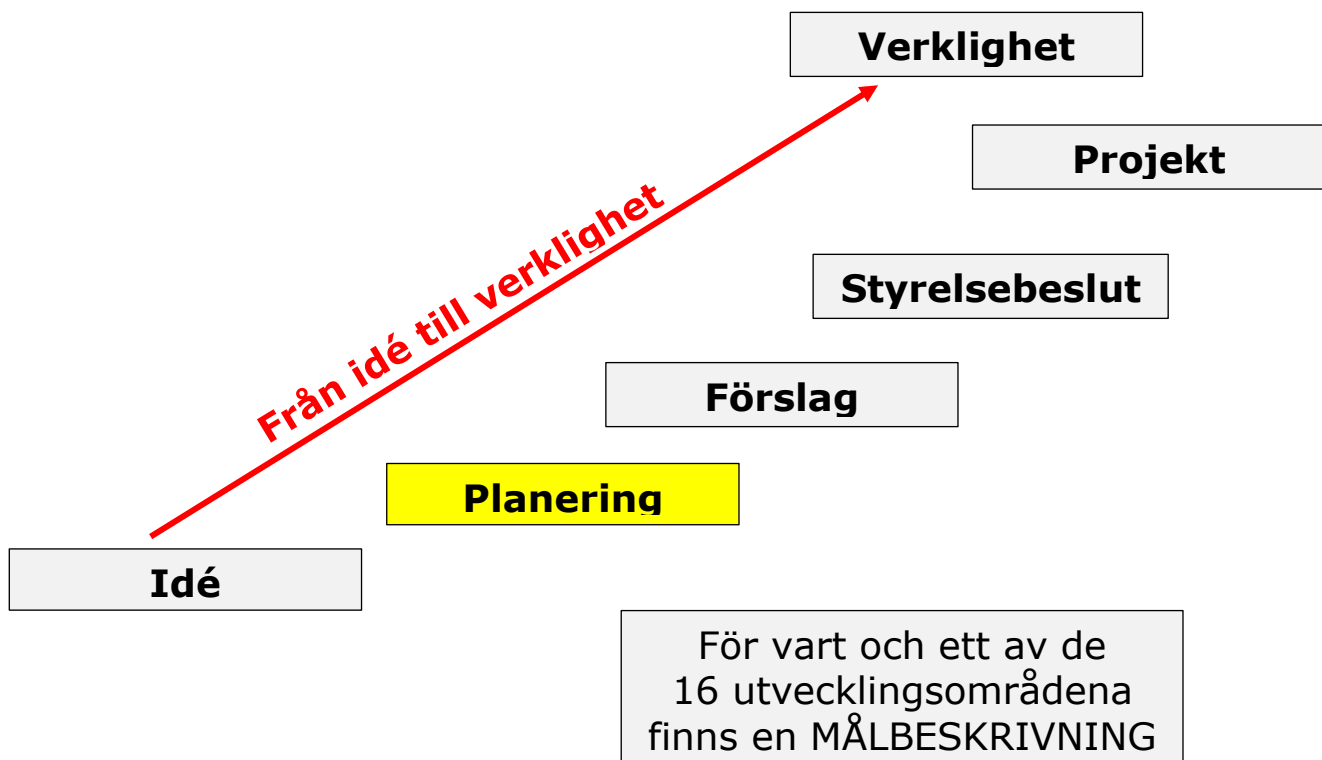 Verklighet
Projekt
Från idé till verklighet
Styrelsebeslut
Förslag
Planering
Idé
För vart och ett av de
16 utvecklingsområdena
finns en MÅLBESKRIVNING